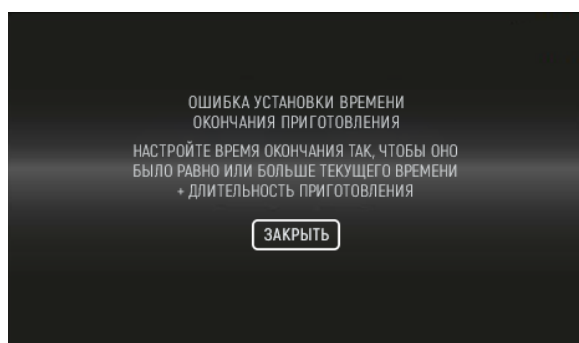 ОШИБКА УСТАНОВКИ ВРЕМЕНИ
ОКОНЧАНИЯ ПРИГОТОВЛЕНИЯ
НАСТРОЙТЕ ВРЕМЯ ОКОНЧАНИЯ ТАК, ЧТОБЫ ОНО
БЫЛО РАВНО ИЛИ БОЛЬШЕ ТЕКУЩЕГО ВРЕМЕНИ
+ ДЛИТЕЛЬНОСТЬ ПРИГОТОВЛЕНИЯ
ЗАКРЫТЬ